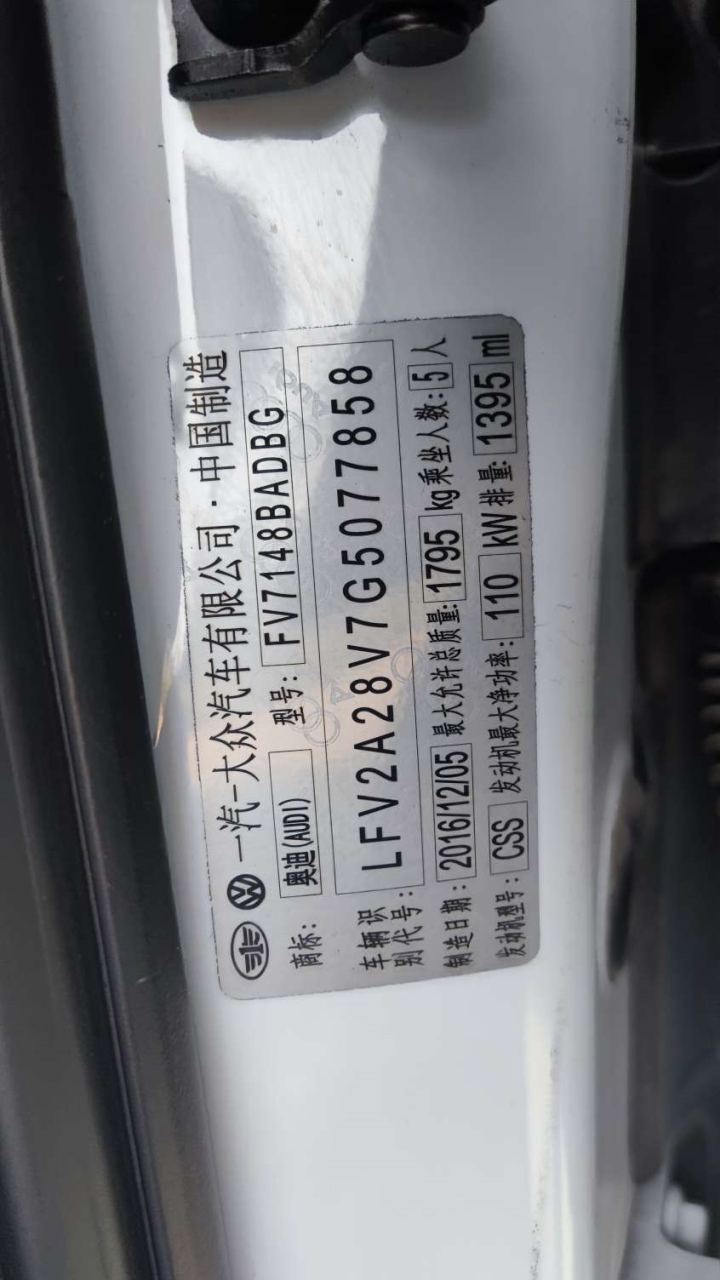 一汽-大众汽车有限公司·中国制造
商标: 奥迪(AUDI) 型号: FV7148BADBG
车辆识别代号: LFV2A28V7G5077858
制造日期: 2016/12/05 最大允许总质量: 1795 kg 乘坐人数: 5 人
发动机型号: CSS 发动机最大净功率: 110 kW 排量: 1395 ml